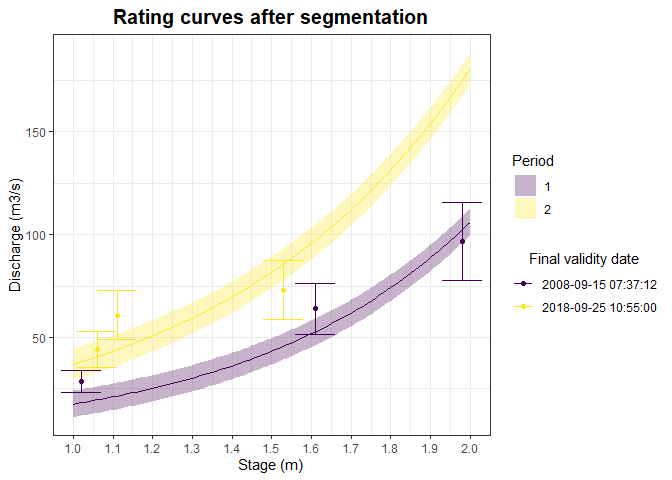 Rating curves after segmentation
Discharge (m3/s)
150
100
50
1.0 1.1 1.2 1.3 1.4 1.5 1.6 1.7 1.8 1.9 2.0
Stage (m)
Period
1
2
Final validity date
2008-09-15 07:37:12
2018-09-25 10:55:00